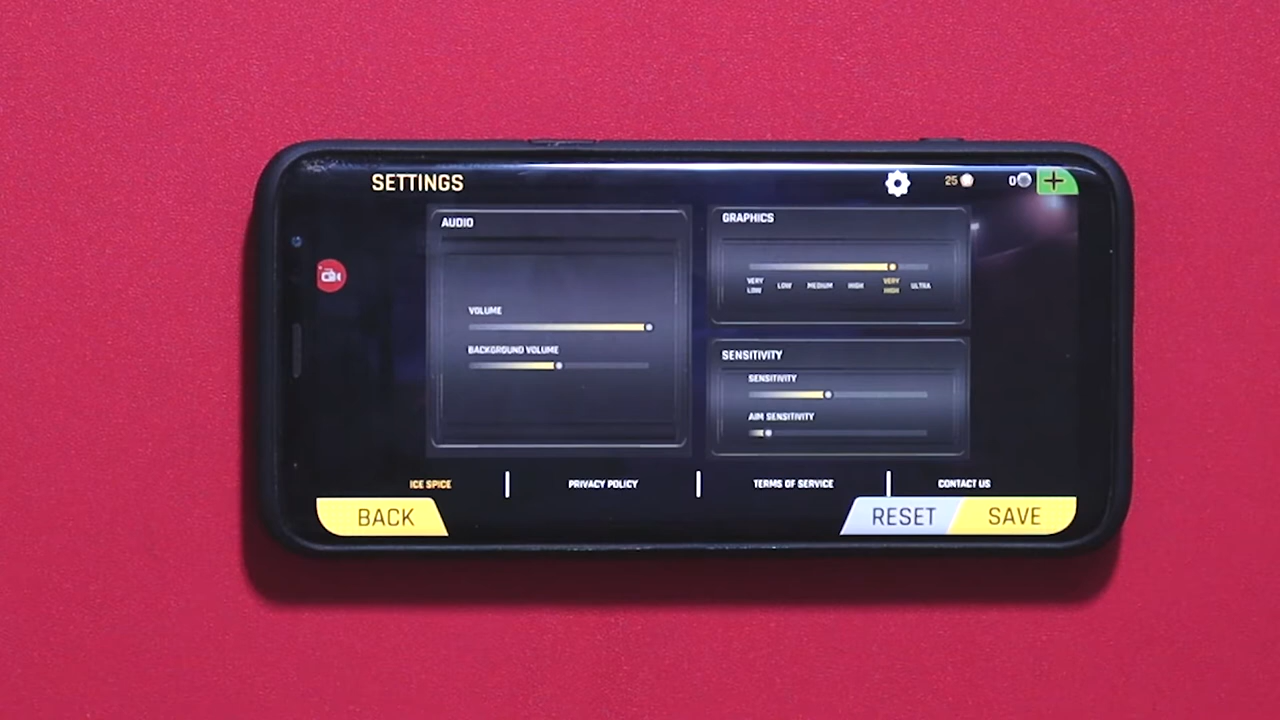 SETTINGS
25
0
AUDIO
VOLUME
BACKGROUND VOLUME
GRAPHICS
VERY LOW
LOW
MEDIUM
HIGH
VERY HIGH
ULTRA
SENSITIVITY
SENSITIVITY
AIM SENSITIVITY
ICE SPICE
PRIVACY POLICY
TERMS OF SERVICE
CONTACT US
BACK
RESET
SAVE